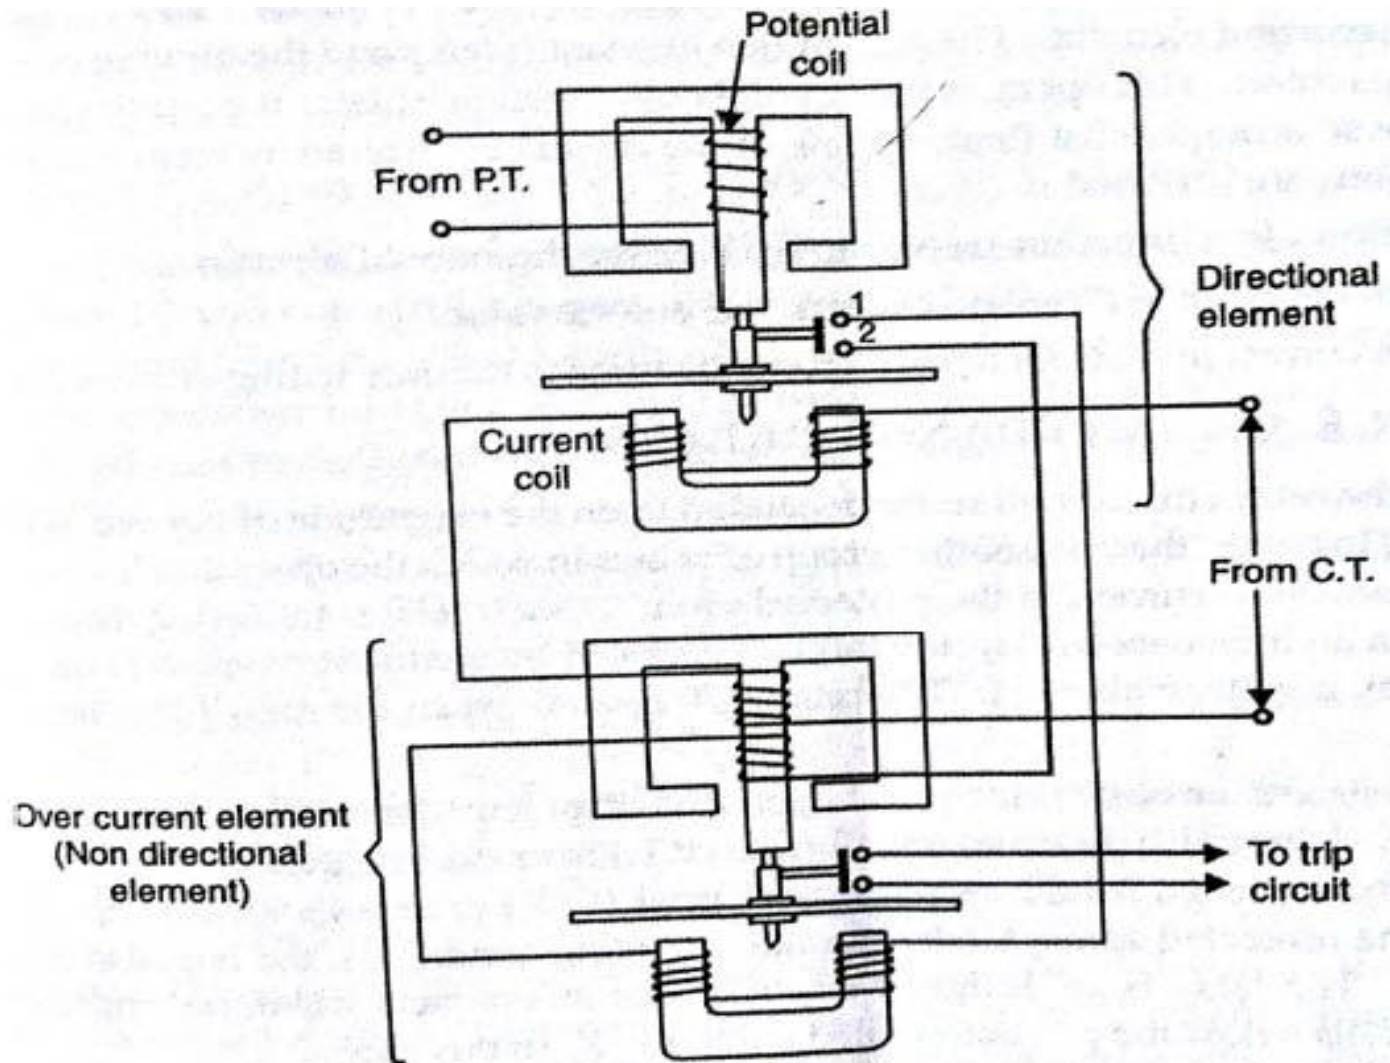 Potential
coil
From P.T.
1
2
Directional
element
Current
coil
From C.T.
Over current element
(Non directional
element)
To trip
circuit